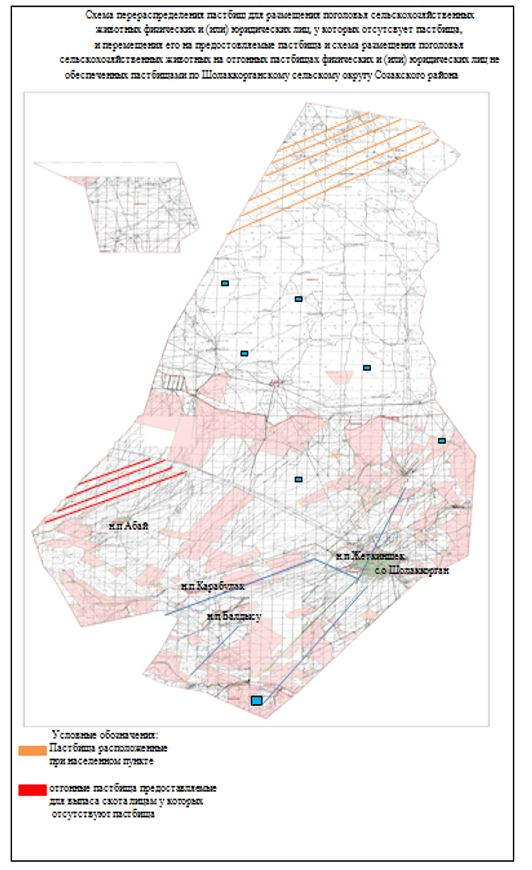 Схема перераспределения пастбищ для размещения поголовья сельскохозяйственных
животных физических и (или) юридических лиц, у которых отсутсвует пастбища,
и перемещения его на предоставляемые пастбища и схема размещения поголовья
сельскохозяйственных животных на отгонных пастбищах физических и (или) юридических лиц не
обеспеченных пастбищами по Шолаккорганскому сельскому округу Созакского района
н.п Абай
н.п Жеткиншек
с.о Шолаккорган
н.п Карабулак
н.п Балдысу
Условные обозначения:
Пастбища расположенные
при населенном пункте
отгонные пастбища предоставляемые
для выпаса скота лицам у которых
отсутствуют пастбища